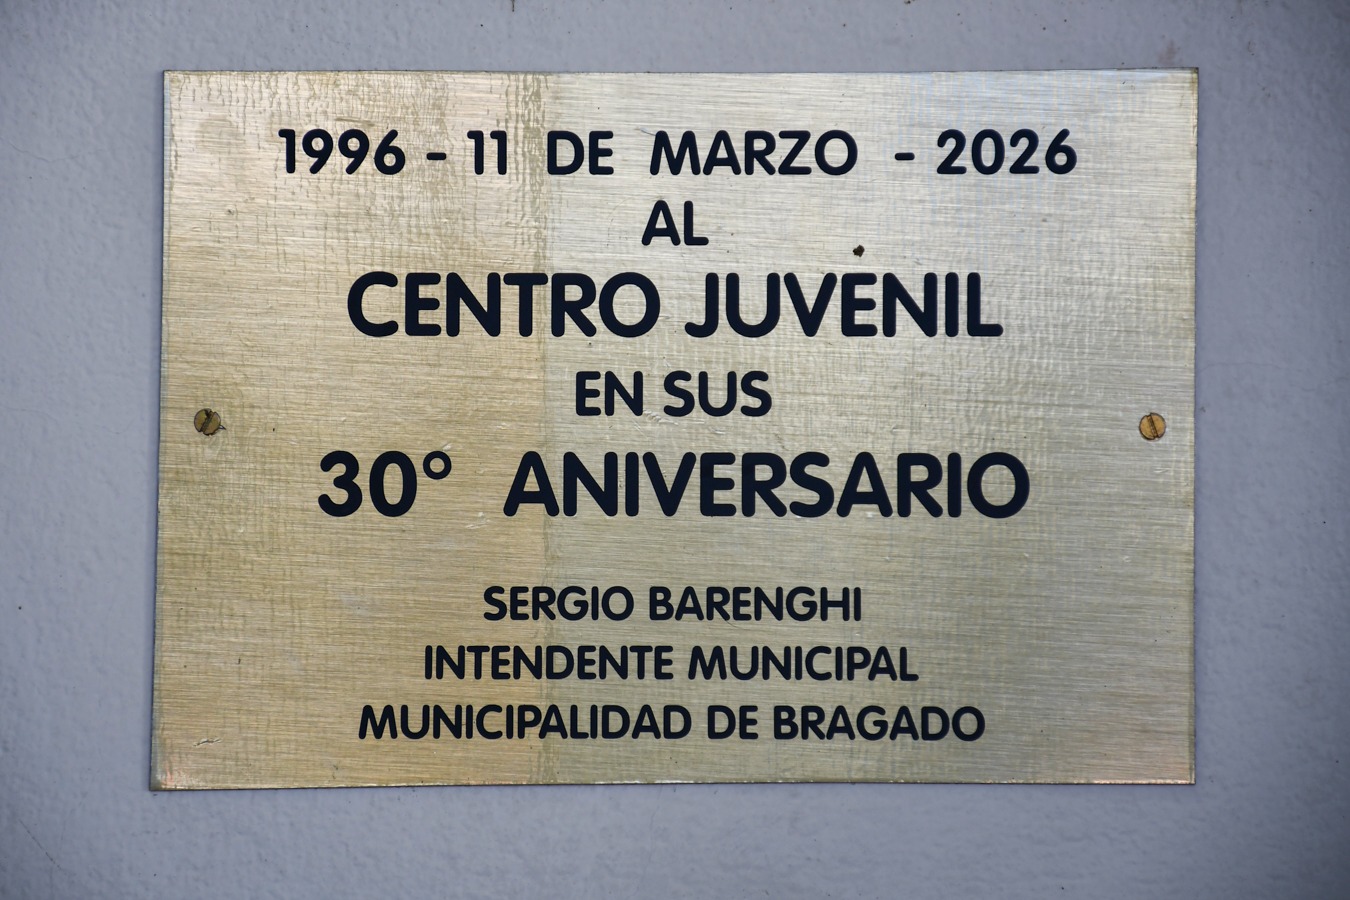 1996 - 11 DE MARZO - 2026
AL
CENTRO JUVENIL
EN SUS
30° ANIVERSARIO
SERGIO BARENGHI
INTENDENTE MUNICIPAL
MUNICIPALIDAD DE BRAGADO